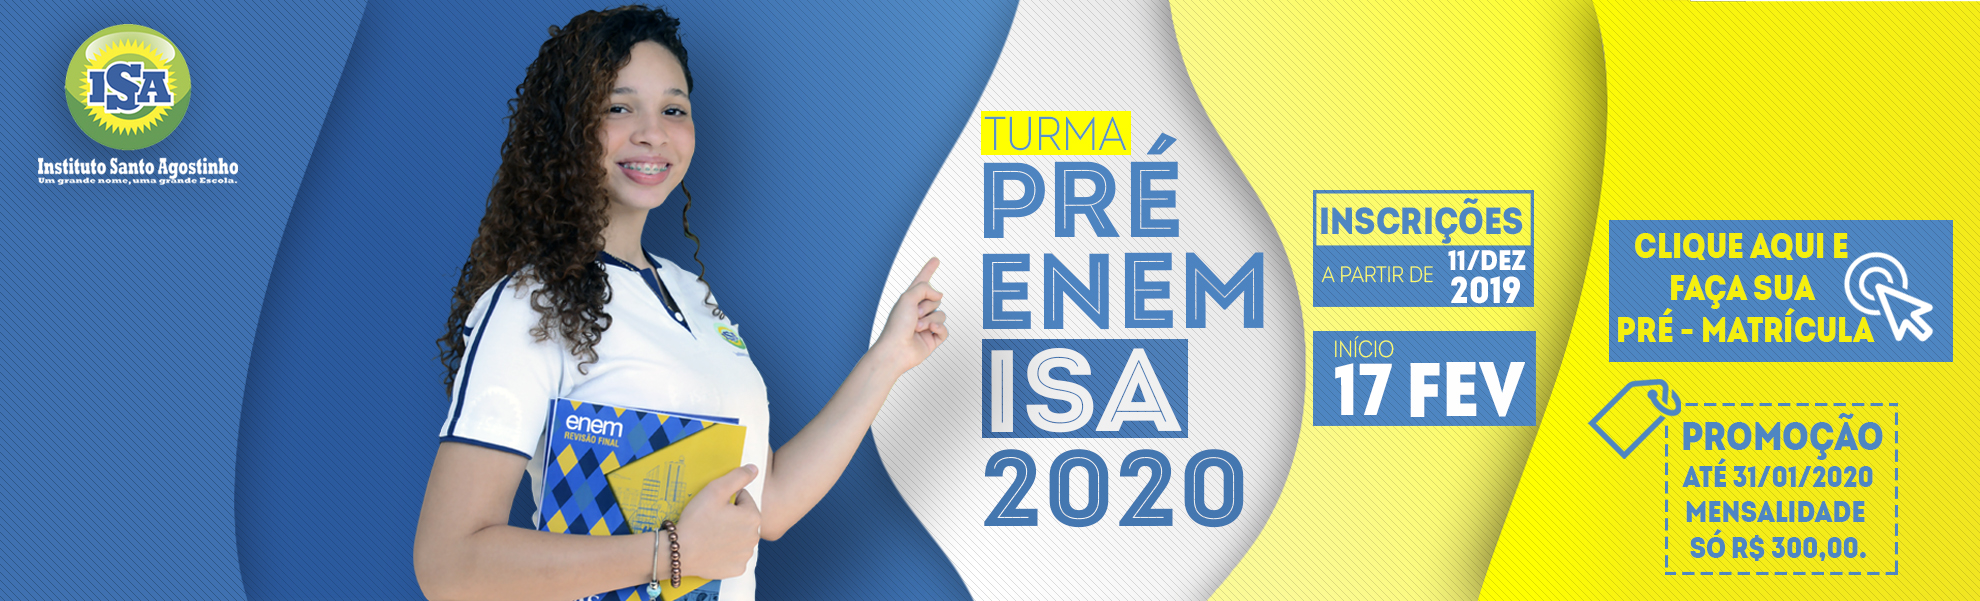 ISA
Instituto Santo Agostinho
Um grande nome, uma grande Escola.
TURMA
PRÉ
ENEM
ISA
2020
enem
REVISÃO FINAL
INSCRIÇÕES
A PARTIR DE 11/DEZ
2019
INÍCIO
17 FEV
CLIQUE AQUI E
FAÇA SUA
PRÉ - MATRÍCULA
PROMOÇÃO
ATÉ 31/01/2020
MENSALIDADE
SÓ R$ 300,00.